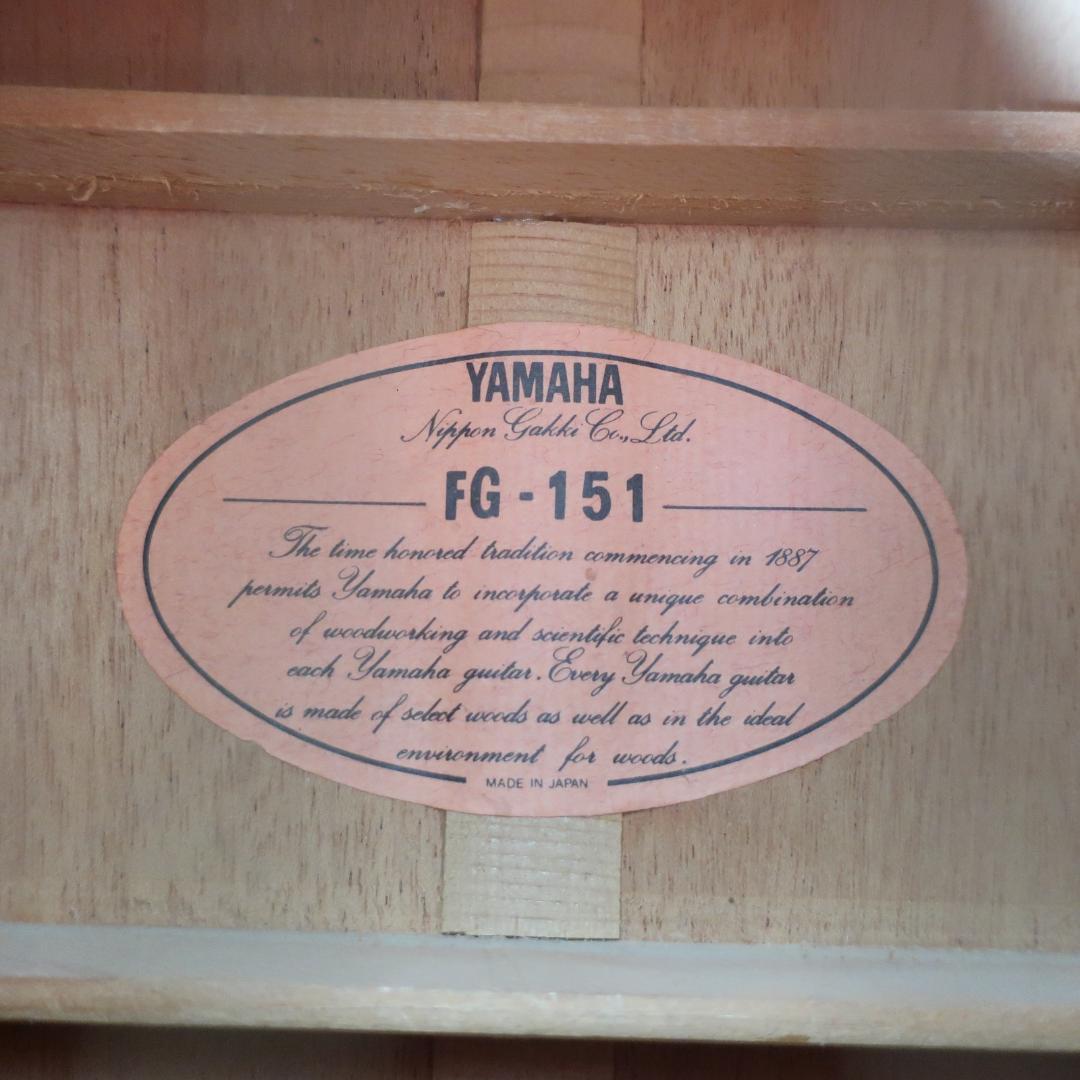 YAMAHA
Nippon Gakki Co., Ltd.
FG-151
The time honored tradition commencing in 1887
permits Yamaha to incorporate a unique combination
of woodworking and scientific technique into
each Yamaha guitar. Every Yamaha guitar
is made of select woods as well as in the ideal
environment for woods.
MADE IN JAPAN